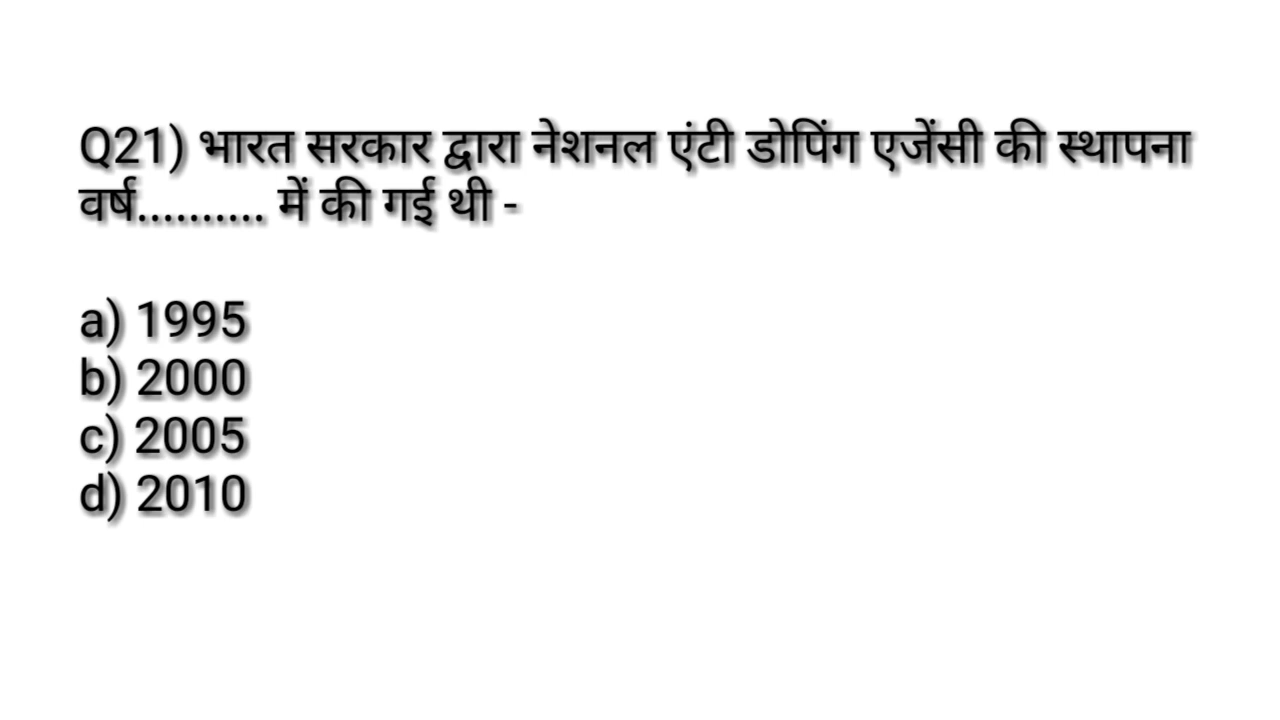 Q21) भारत सरकार द्वारा नेशनल एंटी डोपिंग एजेंसी की स्थापना
वर्ष.......... में की गई थी -
a) 1995
b) 2000
c) 2005
d) 2010